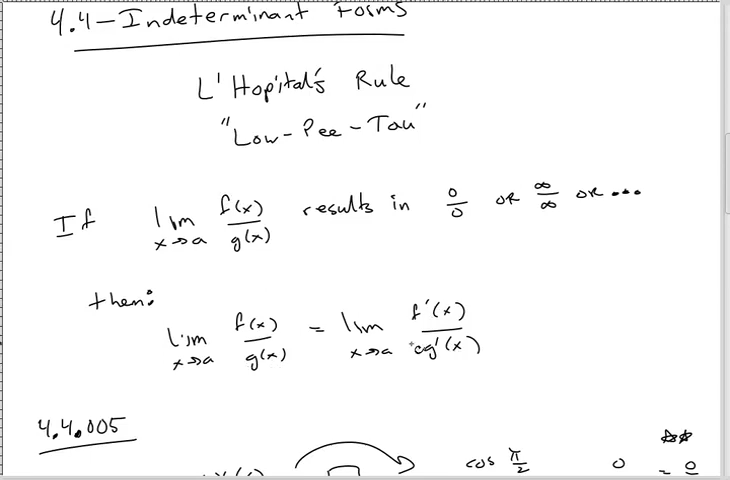 4.4 - Indeterminant Forms
L'Hopital's Rule
"Low-Pee-Tau"
If lim x→a f(x)/g(x) results in 0/0 or ∞/∞ or ...
then:
lim x→a f(x)/g(x) = lim x→a f'(x)/g'(x)
4.4.005
cos π/2 0 = 0